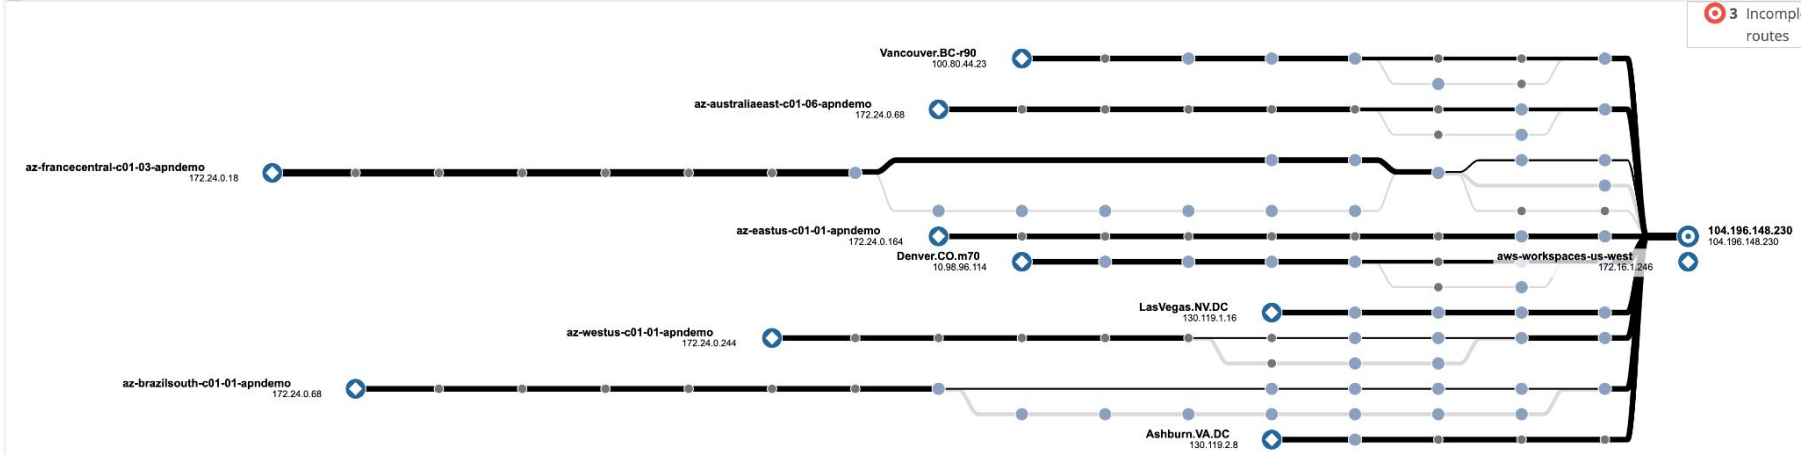 3 Incompl
routes
Vancouver.BC-r90
100.80.44.23
az-australiaeast-c01-06-apndemo
172.24.0.68
az-francecentral-c01-03-apndemo
172.24.0.18
az-eastus-c01-01-apndemo
172.24.0.164
104.196.148.230
104.196.148.230
Denver.CO.m70
10.98.96.114
aws-workspaces-us-west
172.16.1.246
LasVegas.NV.DC
130.119.1.16
az-westus-c01-01-apndemo
172.24.0.244
az-brazilsouth-c01-01-apndemo
172.24.0.68
Ashburn.VA.DC
130.119.2.8